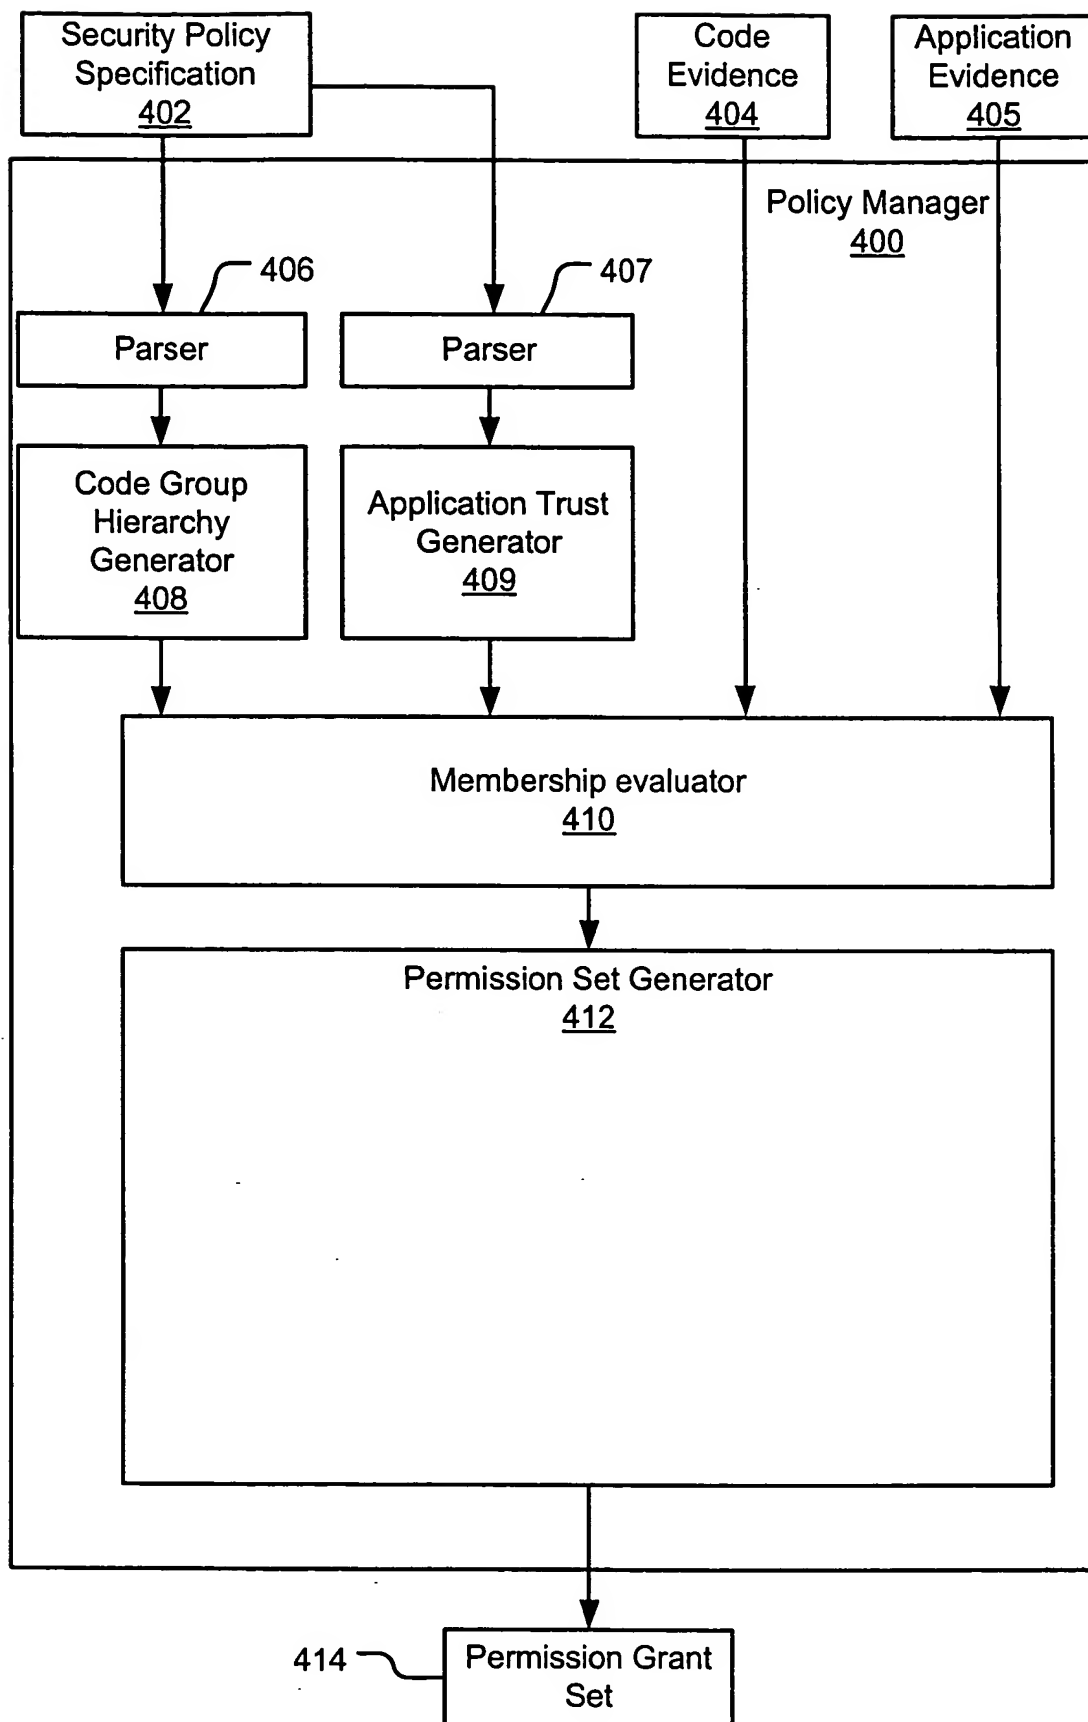 Security Policy
Specification
402
Code
Evidence
404
Application
Evidence
405
Policy Manager
400
406
407
Parser
Parser
Code Group
Hierarchy
Generator
408
Application Trust
Generator
409
Membership evaluator
410
Permission Set Generator
412
414
Permission Grant
Set